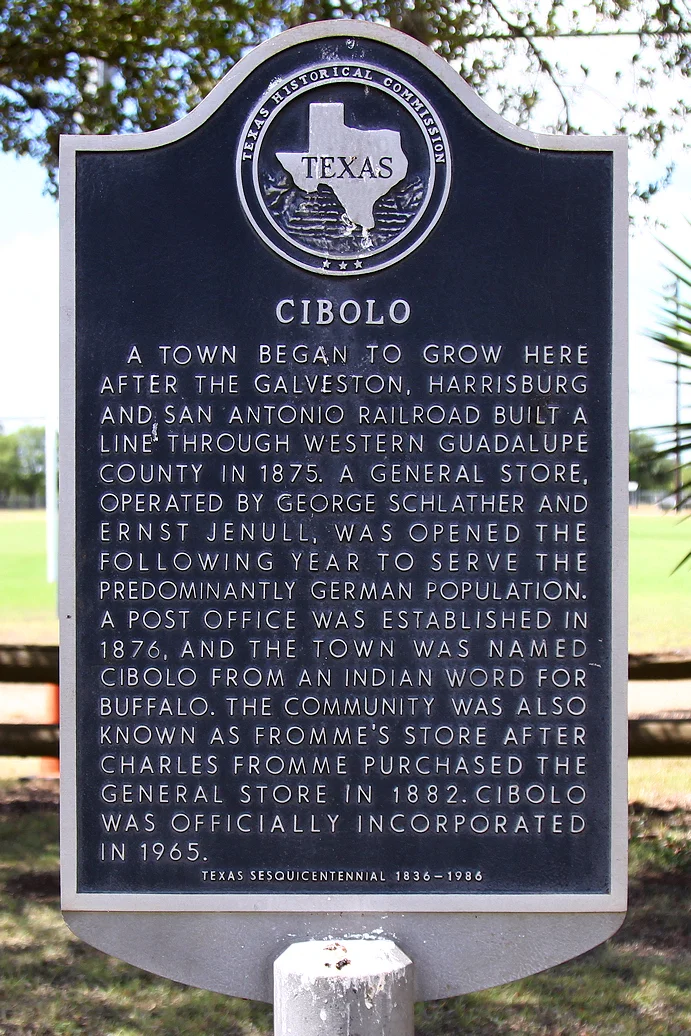 TEXAS HISTORICAL COMMISSION
TEXAS
CIBOLO
A TOWN BEGAN TO GROW HERE
AFTER THE GALVESTON, HARRISBURG
AND SAN ANTONIO RAILROAD BUILT A
LINE THROUGH WESTERN GUADALUPE
COUNTY IN 1875. A GENERAL STORE,
OPERATED BY GEORGE SCHLATHER AND
ERNST JENULL, WAS OPENED THE
FOLLOWING YEAR TO SERVE THE
PREDOMINANTLY GERMAN POPULATION.
A POST OFFICE WAS ESTABLISHED IN
1876, AND THE TOWN WAS NAMED
CIBOLO FROM AN INDIAN WORD FOR
BUFFALO. THE COMMUNITY WAS ALSO
KNOWN AS FROMME'S STORE AFTER
CHARLES FROMME PURCHASED THE
GENERAL STORE IN 1882. CIBOLO
WAS OFFICIALLY INCORPORATED
IN 1965.
TEXAS SESQUICENTENNIAL 1836–1986